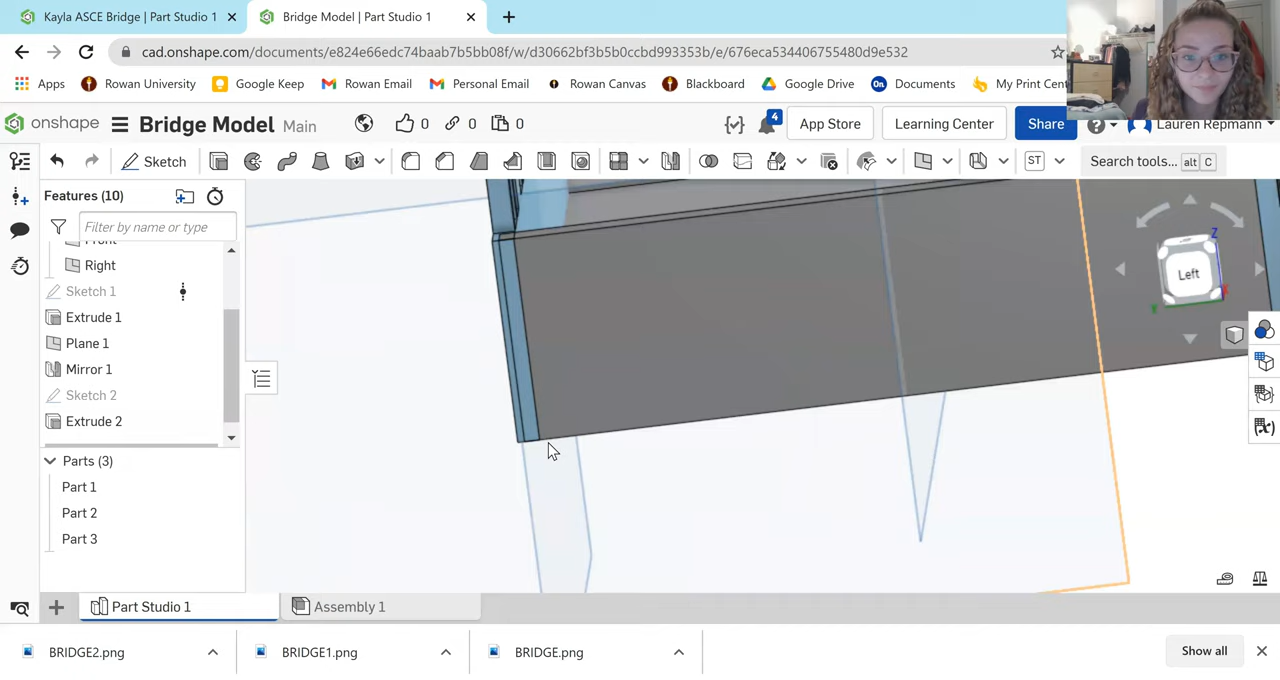 Kayla ASCE Bridge | Part Studio 1
Bridge Model | Part Studio 1
cad.onshape.com/documents/e824e6ecdc74baab7b5bb08f/w/d30662bf3b5b0ccbd993353b/e/676eca534406755480d9e532
Apps
Rowan University
Google Keep
Rowan Email
Personal Email
Rowan Canvas
Blackboard
Google Drive
Documents
My Print
onshape
Bridge Model
Main
0
0
0
4
App Store
Learning Center
Share
Lauren Repmann
Sketch
ST
Search tools...
alt
C
Features (10)
Filter by name or type
Front
Right
Sketch 1
Extrude 1
Plane 1
Mirror 1
Sketch 2
Extrude 2
Parts (3)
Part 1
Part 2
Part 3
Z
Left
X
Y
(x)
Part Studio 1
Assembly 1
BRIDGE2.png
BRIDGE1.png
BRIDGE.png
Show all